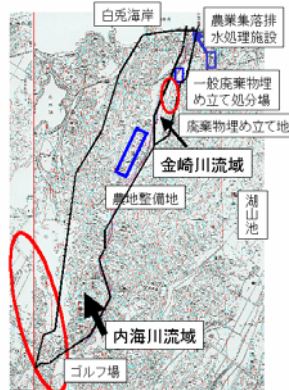 白兎海岸
農業集落排
水処理施設
一般廃棄物埋
め立て処分場
廃棄物埋め立て地
金崎川流域
農地整備地
湖山池
内海川流域
ゴルフ場